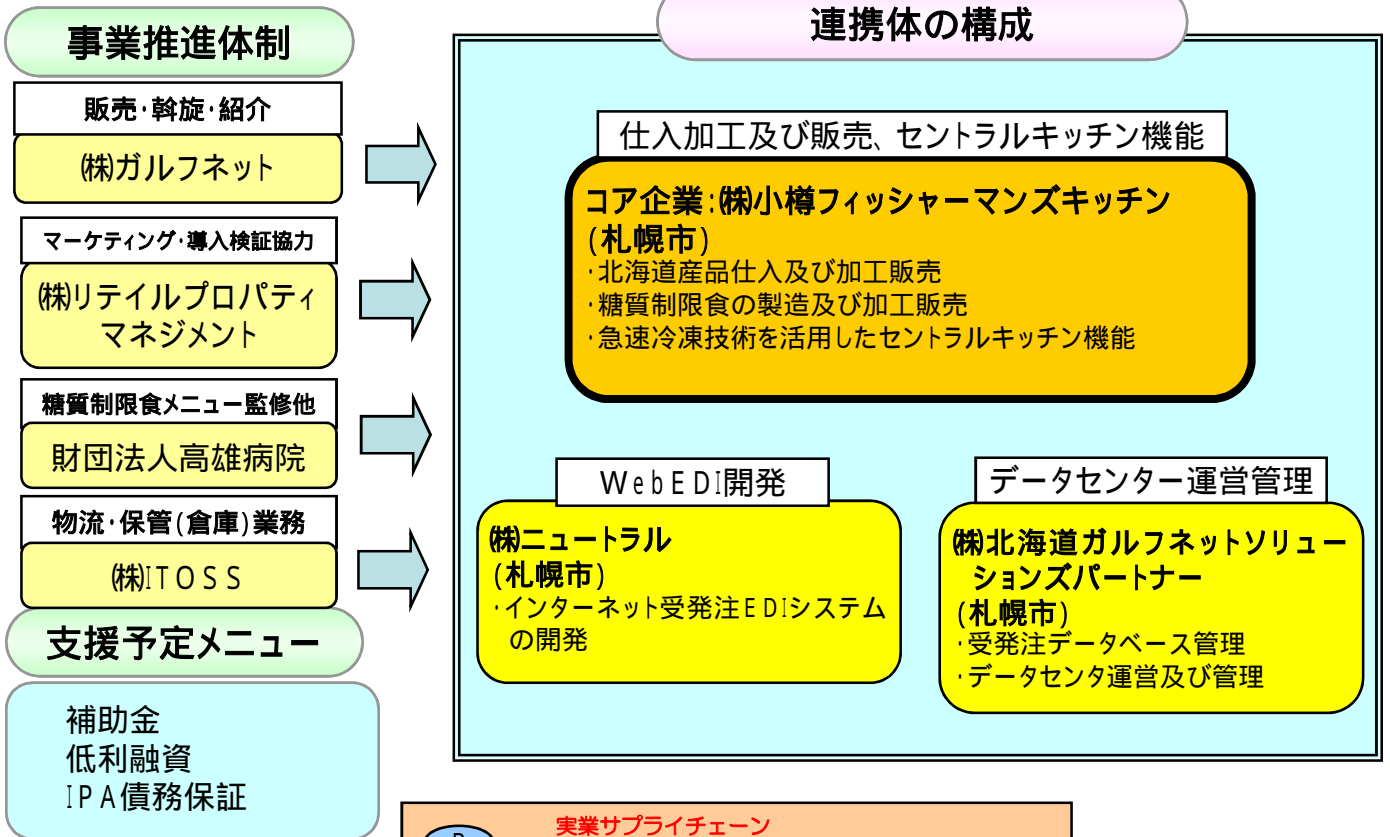 事業推進体制
販売･斡旋･紹介
㈱ガルフネット
マーケティング･導入検証協力
㈱リテイルプロパティ
マネジメント
糖質制限食メニュー監修他
財団法人高雄病院
物流･保管(倉庫)業務
㈱ITOSS
支援予定メニュー
補助金
低利融資
IPA債務保証
連携体の構成
仕入加工及び販売、セントラルキッチン機能
コア企業:㈱小樽フィッシャーマンズキッチン
(札幌市)
･北海道産品仕入及び加工販売
･糖質制限食の製造及び加工販売
･急速冷凍技術を活用したセントラルキッチン機能
WebEDI開発
㈱ニュートラル
(札幌市)
･インターネット受発注EDIシステム
の開発
データセンター運営管理
㈱北海道ガルフネットソリュー
ションズパートナー
(札幌市)
･受発注データベース管理
･データセンタ運営及び管理
実業サプライチェーン